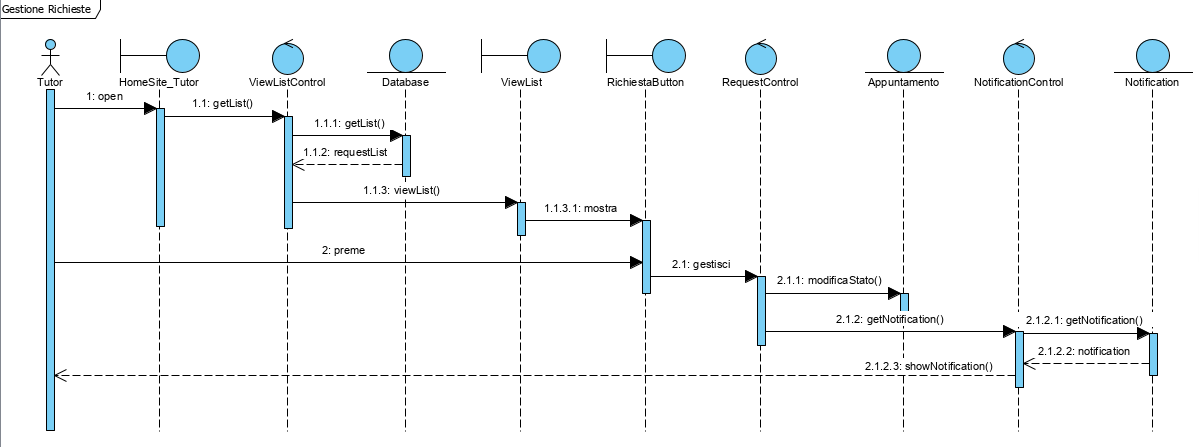 Gestione Richieste
Tutor
HomeSite_Tutor
ViewListControl
Database
ViewList
RichiestaButton
RequestControl
Appuntamento
NotificationControl
Notification
1: open
1.1: getList()
1.1.1: getList()
1.1.2: requestList
1.1.3: viewList()
1.1.3.1: mostra
2: preme
2.1: gestisci
2.1.1: modificaStato()
2.1.2: getNotification()
2.1.2.1: getNotification()
2.1.2.2: notification
2.1.2.3: showNotification()